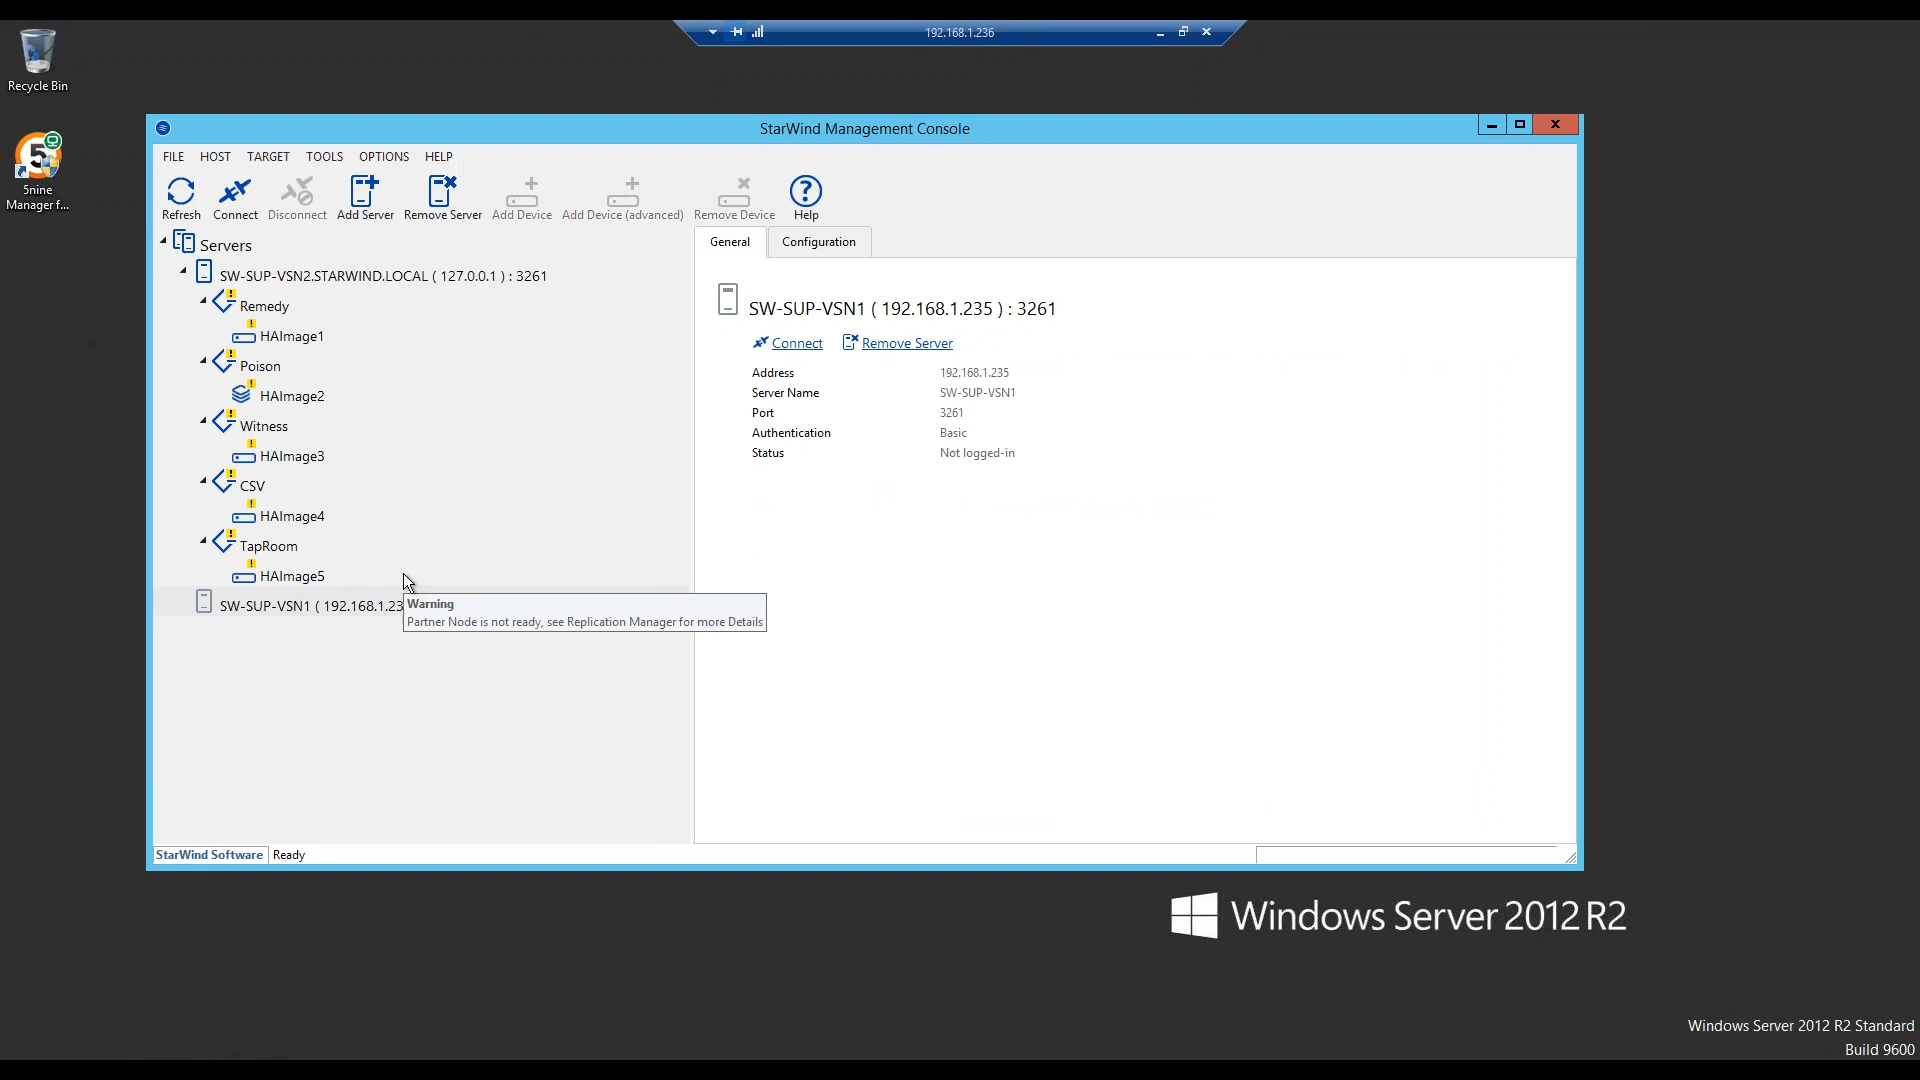 192.168.1.236
Recycle Bin
5
5nine
Manager f...
StarWind Management Console
FILE HOST TARGET TOOLS OPTIONS HELP
Refresh Connect Disconnect Add Server Remove Server Add Device Add Device (advanced) Remove Device ? Help
Servers
SW-SUP-VSN2.STARWIND.LOCAL ( 127.0.0.1 ) : 3261
Remedy
HAImage1
Poison
HAImage2
Witness
HAImage3
CSV
HAImage4
TapRoom
HAImage5
SW-SUP-VSN1 ( 192.168.1.23
Warning
Partner Node is not ready, see Replication Manager for more Details
General Configuration
SW-SUP-VSN1 ( 192.168.1.235 ) : 3261
Connect Remove Server
Address 192.168.1.235
Server Name SW-SUP-VSN1
Port 3261
Authentication Basic
Status Not logged-in
StarWind Software Ready
Windows Server 2012 R2
Windows Server 2012 R2 Standard
Build 9600